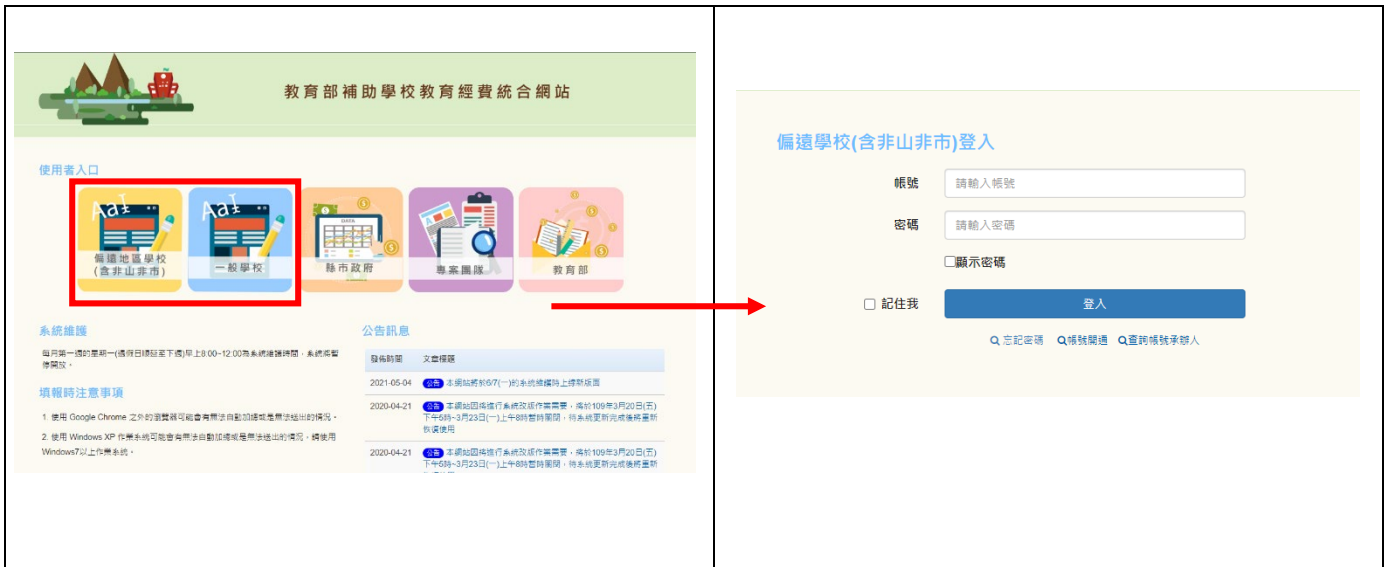 教育部補助學校教育經費統合網站
使用者入口
偏遠地區學校
(含非山非市)
一般學校
縣市政府
專案團隊
教育部
系統維護
每月第一週的星期一(遇假日順延至下週)早上8:00~12:00為系統維護時間，系統將暫
停開放。
填報時注意事項
1. 使用 Google Chrome 之外的瀏覽器可能會有無法自動加總或是無法送出的情況。
2. 使用 Windows XP 作業系統可能會有無法自動加總或是無法送出的情況，請使用
Windows7以上作業系統。
公告訊息
發佈時間 文章標題
2021-05-04 公告 本網站將於6/7(一)的系統維護時上線新版面
2020-04-21 公告 本網站因將進行系統改版作業需要，將於109年3月20日(五)
下午5時~3月23日(一)上午8時暫時關閉，待系統更新完成後將重新
恢復使用
2020-04-21 公告 本網站因將進行系統改版作業需要，將於109年3月20日(五)
下午5時~3月23日(一)上午8時暫時關閉，待系統更新完成後將重新
偏遠學校(含非山非市)登入
帳號 請輸入帳號
密碼 請輸入密碼
顯示密碼
記住我 登入
忘記密碼 帳號開通 查詢帳號承辦人